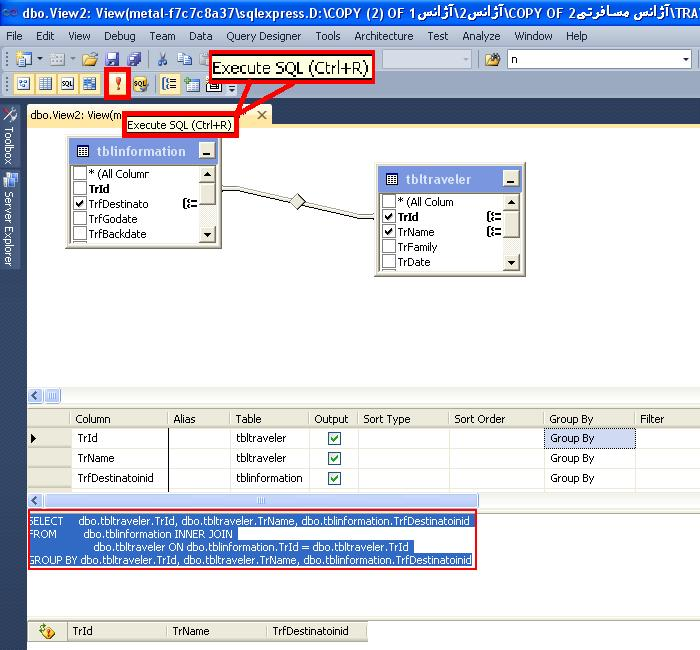 dbo.View2: View(metal-f7c7c8a37\sqlexpress.D:\COPY (2) OF 1آژانس\2آژانس\COPY OF 2آژانس مسافرتی\TRA
File Edit View Debug Team Data Query Designer Tools Architecture Test Analyze Window Help
n
SQL
Execute SQL (Ctrl+R)
dbo.View2: View(m
Execute SQL (Ctrl+R)
Toolbox
Server Explorer
tblinformation
* (All Column
TrId
TrfDestinato
TrfGodate
TrfBackdate
tbltraveler
* (All Colum
TrId
TrName
TrFamily
TrDate
Column Alias Table Output Sort Type Sort Order Group By Filter
TrId tbltraveler Group By
TrName tbltraveler Group By
TrfDestinatoinid tblinformation Group By
SELECT dbo.tbltraveler.TrId, dbo.tbltraveler.TrName, dbo.tblinformation.TrfDestinatoinid
FROM dbo.tblinformation INNER JOIN
dbo.tbltraveler ON dbo.tblinformation.TrId = dbo.tbltraveler.TrId
GROUP BY dbo.tbltraveler.TrId, dbo.tbltraveler.TrName, dbo.tblinformation.TrfDestinatoinid
TrId TrName TrfDestinatoinid